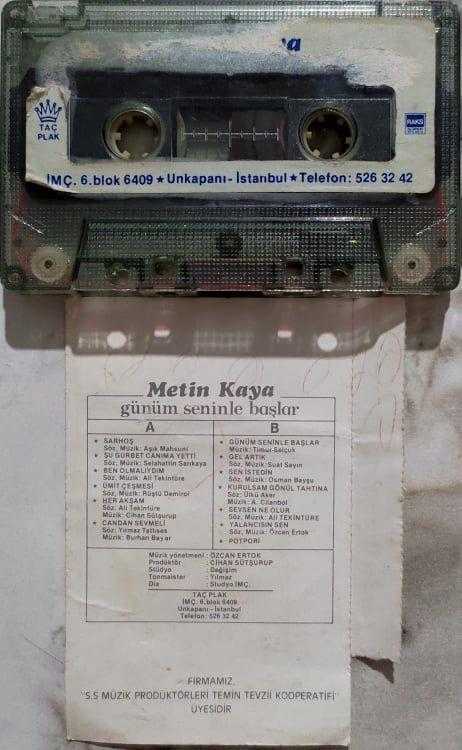 a
TAÇ
PLAK
RAKS
İMÇ. 6.blok 6409 ★ Unkapanı - İstanbul ★ Telefon: 526 32 42
Metin Kaya
günüm seninle başlar
A
★ SARHOŞ
Söz, Müzik: Aşık Mahsuni
★ ŞU GURBET CANIMA YETTİ
Söz, Müzik: Selahattin Sarıkaya
★ BEN OLMALIYDIM
Söz, Müzik: Ali Tekintüre
★ ÜMİT ÇEŞMESİ
Söz, Müzik: Rüştü Demirci
★ HER AKŞAM
Söz: Ali Tekintüre
Müzik: Cihan Sütşurup
★ CANDAN SEVMELİ
Söz: Yılmaz Tatlıses
Müzik: Burhan Bayar
B
★ GÜNÜM SENİNLE BAŞLAR
Müzik: Timur Selçuk
★ GEL ARTIK
Söz, Müzik: Suat Sayın
★ SEN İSTEDİN
Söz, Müzik: Osman Bayşu
★ KURULSAM GÖNÜL TAHTINA
Söz: Ülkü Aker
Müzik: A. Citanbol
★ SEVSEN NE OLUR
Söz, Müzik: Ali TEKİNTÜRE
★ YALANCISIN SEN
Söz, Müzik: Özcan Ertok
★ POTPORİ
Müzik yönetmeni : ÖZCAN ERTOK
Prodüktör : CİHAN SÜTŞURUP
Stüdyo : Değişim
Tonmaister : Yılmaz
Dia : Studyo İMÇ.
TAÇ PLAK
İMÇ. 6.blok 6409
Unkapanı - İstanbul
Telefon: 526 32 42
FİRMAMIZ,
"S.S MÜZİK PRODÜKTÖRLERİ TEMİN TEVZİİ KOOPERATİFİ"
ÜYESİDİR